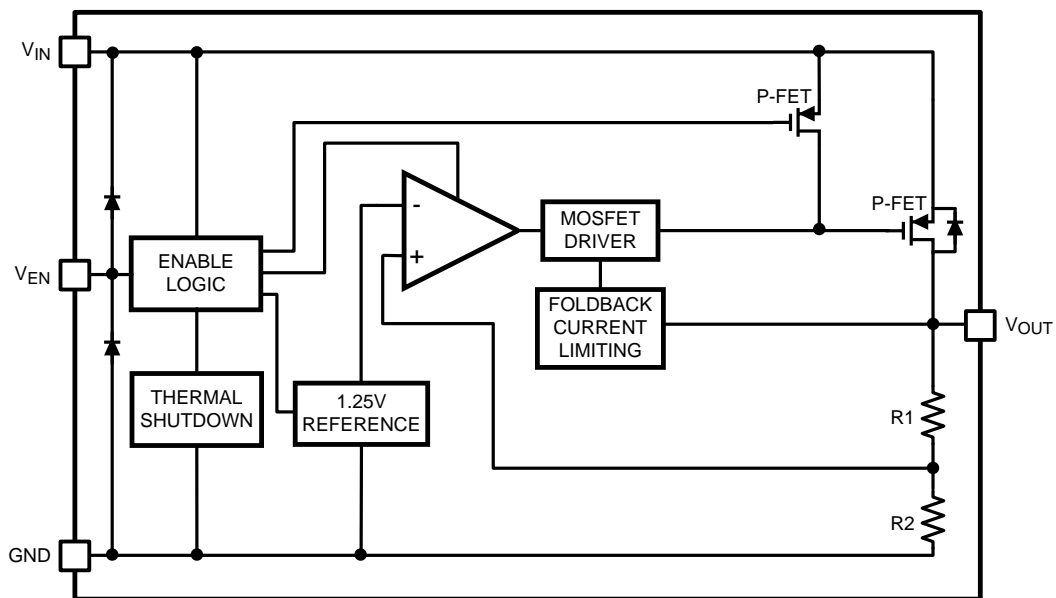 VIN
P-FET
P-FET
-
+
MOSFET
DRIVER
VEN
ENABLE
LOGIC
FOLDBACK
CURRENT
LIMITING
VOUT
THERMAL
SHUTDOWN
1.25V
REFERENCE
R1
R2
GND